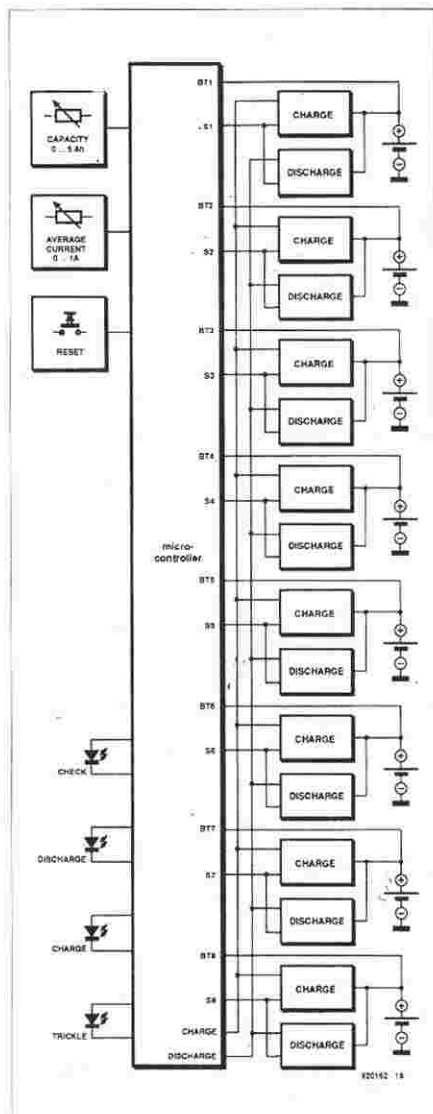 CAPACITY
0 ... 5 Ah
AVERAGE
CURRENT
0 ... 1A
RESET
micro-
controller
CHECK
DISCHARGE
CHARGE
TRICKLE
BT1
S1
CHARGE
DISCHARGE
BT2
S2
CHARGE
DISCHARGE
BT3
S3
CHARGE
DISCHARGE
BT4
S4
CHARGE
DISCHARGE
BT5
S5
CHARGE
DISCHARGE
BT6
S6
CHARGE
DISCHARGE
BT7
S7
CHARGE
DISCHARGE
BT8
S8
CHARGE
DISCHARGE
CHARGE
DISCHARGE
920162 - 16